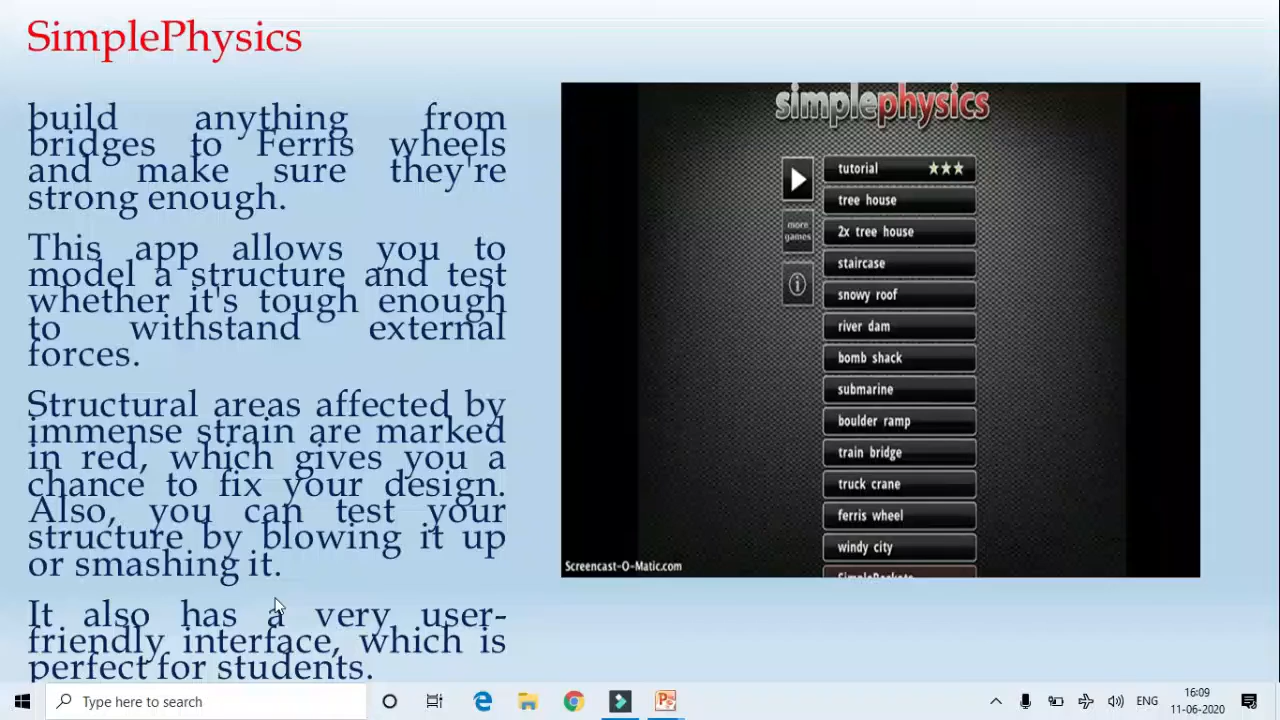 SimplePhysics
build anything from
bridges to Ferris wheels
and make sure they're
strong enough.
This app allows you to
model a structure and test
whether it's tough enough
to withstand external
forces.
Structural areas affected by
immense strain are marked
in red, which gives you a
chance to fix your design.
Also, you can test your
structure by blowing it up
or smashing it.
It also has a very user-
friendly interface, which is
perfect for students.
simplephysics
tutorial
tree house
2x tree house
staircase
snowy roof
river dam
bomb shack
submarine
boulder ramp
train bridge
truck crane
ferris wheel
windy city
SimpleRockets
more
games
Screencast-O-Matic.com
Type here to search
ENG
16:09
11-06-2020